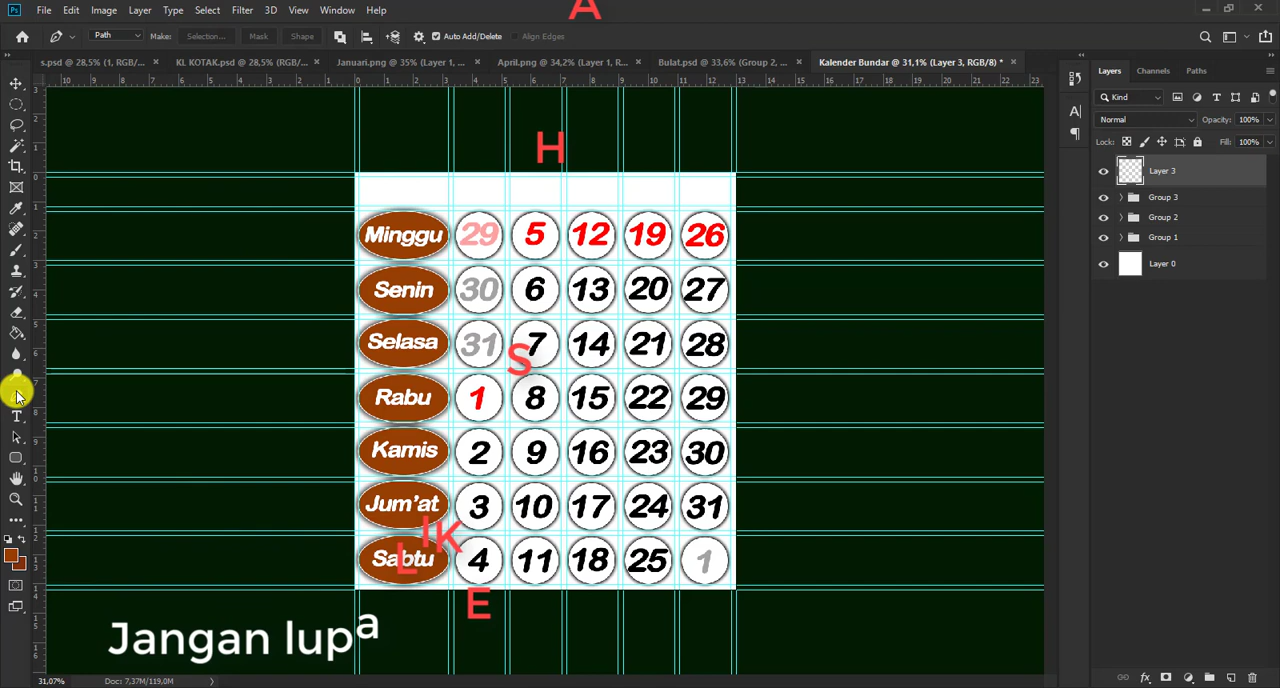 Ps File Edit Image Layer Type Select Filter 3D View Window Help
Path Make: Selection... Mask Shape Auto Add/Delete Align Edges
s.psd @ 28,5% (1, RGB/... KL KOTAK.psd @ 28,5% (RGB/... Januari.png @ 35% (Layer 1, ... April.png @ 34,2% (Layer 1, R... Bulat.psd @ 33,6% (Group 2, ... Kalender Bundar @ 31,1% (Layer 3, RGB/8) *
Layers Channels Paths
Kind
Normal Opacity: 100%
Lock: Fill: 100%
Layer 3
Group 3
Group 2
Group 1
Layer 0
A
H
S
IK
L
E
Minggu 29 5 12 19 26
Senin 30 6 13 20 27
Selasa 31 7 14 21 28
Rabu 1 8 15 22 29
Kamis 2 9 16 23 30
Jum'at 3 10 17 24 31
Sabtu 4 11 18 25 1
Jangan lupa
31,07% Doc: 7,37M/119,0M